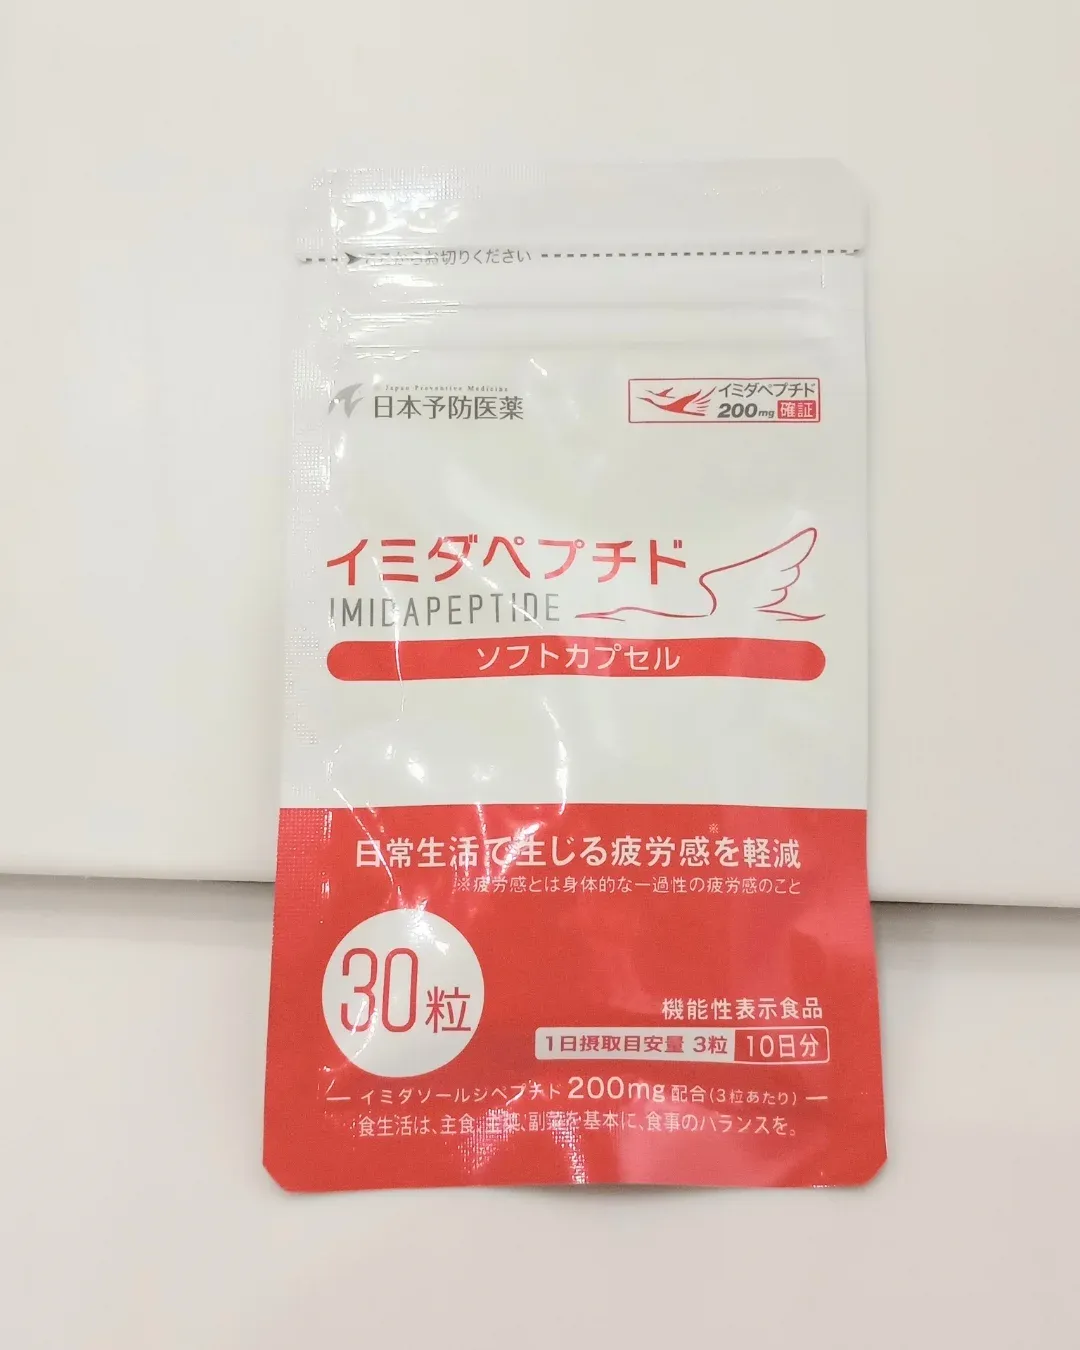 ここからお切りください
Japan Preventive Medicine
日本予防医薬
イミダペプチド
200mg 確証
イミダペプチド
IMIDAPEPTIDE
ソフトカプセル
日常生活で生じる疲労感※を軽減
※疲労感とは身体的な一過性の疲労感のこと
30粒
機能性表示食品
1日摂取目安量 3粒 10日分
イミダゾールジペプチド 200mg 配合(3粒あたり)
食生活は、主食、主菜、副菜を基本に、食事のバランスを。